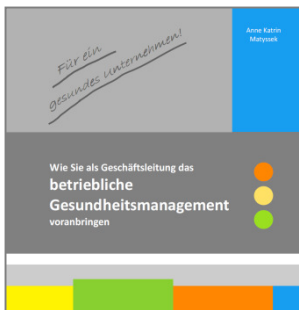 Anne Katrin
Matyssek
Für ein
gesundes Unternehmen!
Wie Sie als Geschäftsleitung das
betriebliche
Gesundheitsmanagement
voranbringen